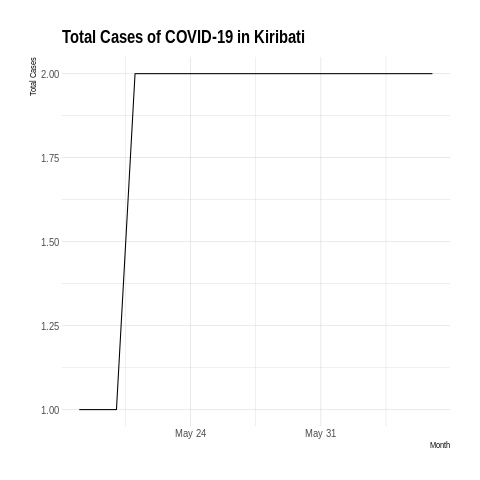 Total Cases of COVID-19 in Kiribati
Total Cases
2.00
1.75
1.50
1.25
1.00
May 24
May 31
Month